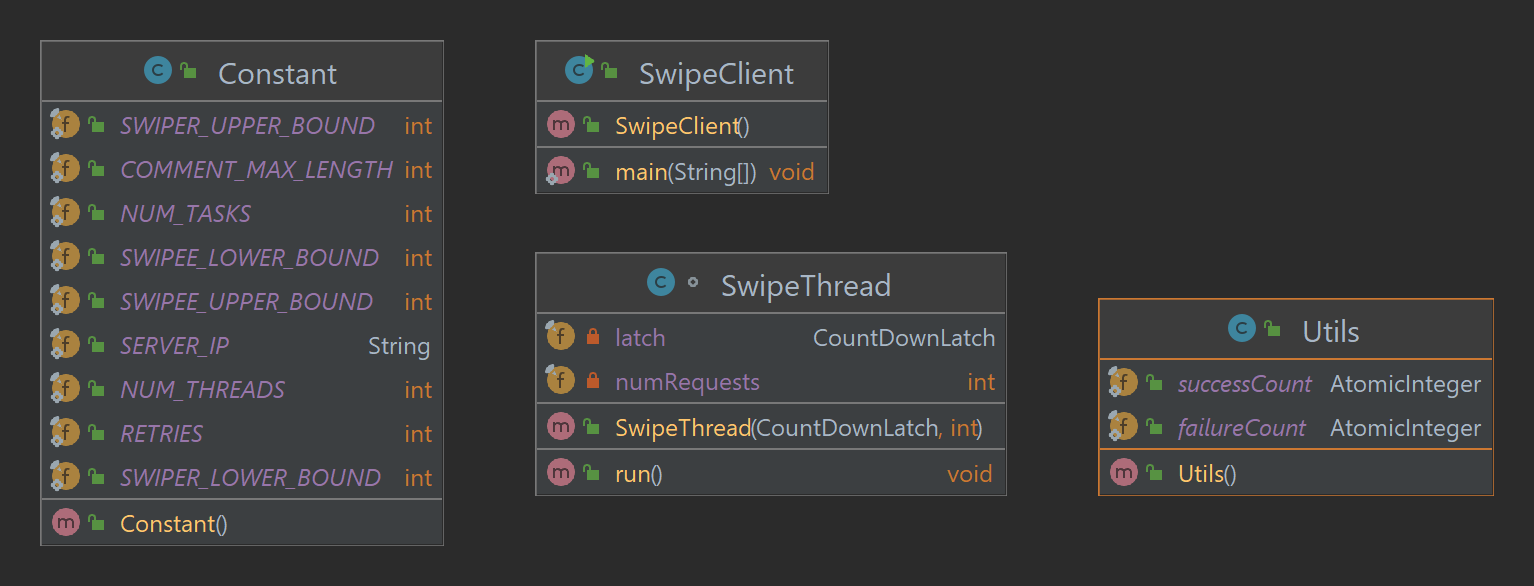 Constant
SWIPER_UPPER_BOUND int
COMMENT_MAX_LENGTH int
NUM_TASKS int
SWIPEE_LOWER_BOUND int
SWIPEE_UPPER_BOUND int
SERVER_IP String
NUM_THREADS int
RETRIES int
SWIPER_LOWER_BOUND int
Constant()
SwipeClient
SwipeClient()
main(String[]) void
SwipeThread
latch CountDownLatch
numRequests int
SwipeThread(CountDownLatch, int)
run() void
Utils
successCount AtomicInteger
failureCount AtomicInteger
Utils()